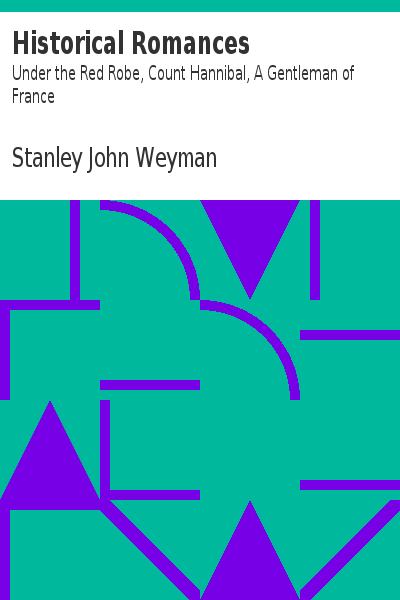 Historical Romances
Under the Red Robe, Count Hannibal, A Gentleman of
France
Stanley John Weyman